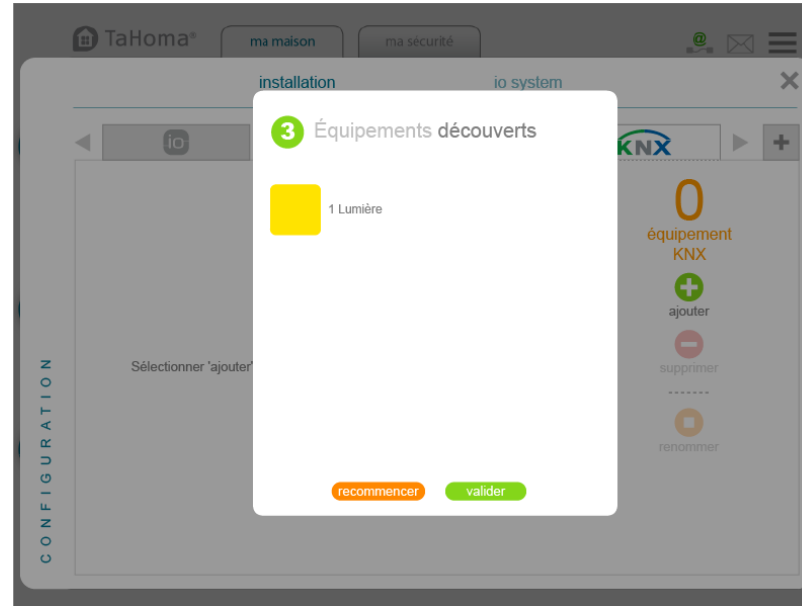 TaHoma®
ma maison
ma sécurité
@
installation
io system
io
3 Équipements découverts
KNX
1 Lumière
0
équipement
KNX
ajouter
Sélectionner 'ajouter'
supprimer
renommer
CONFIGURATION
recommencer
valider